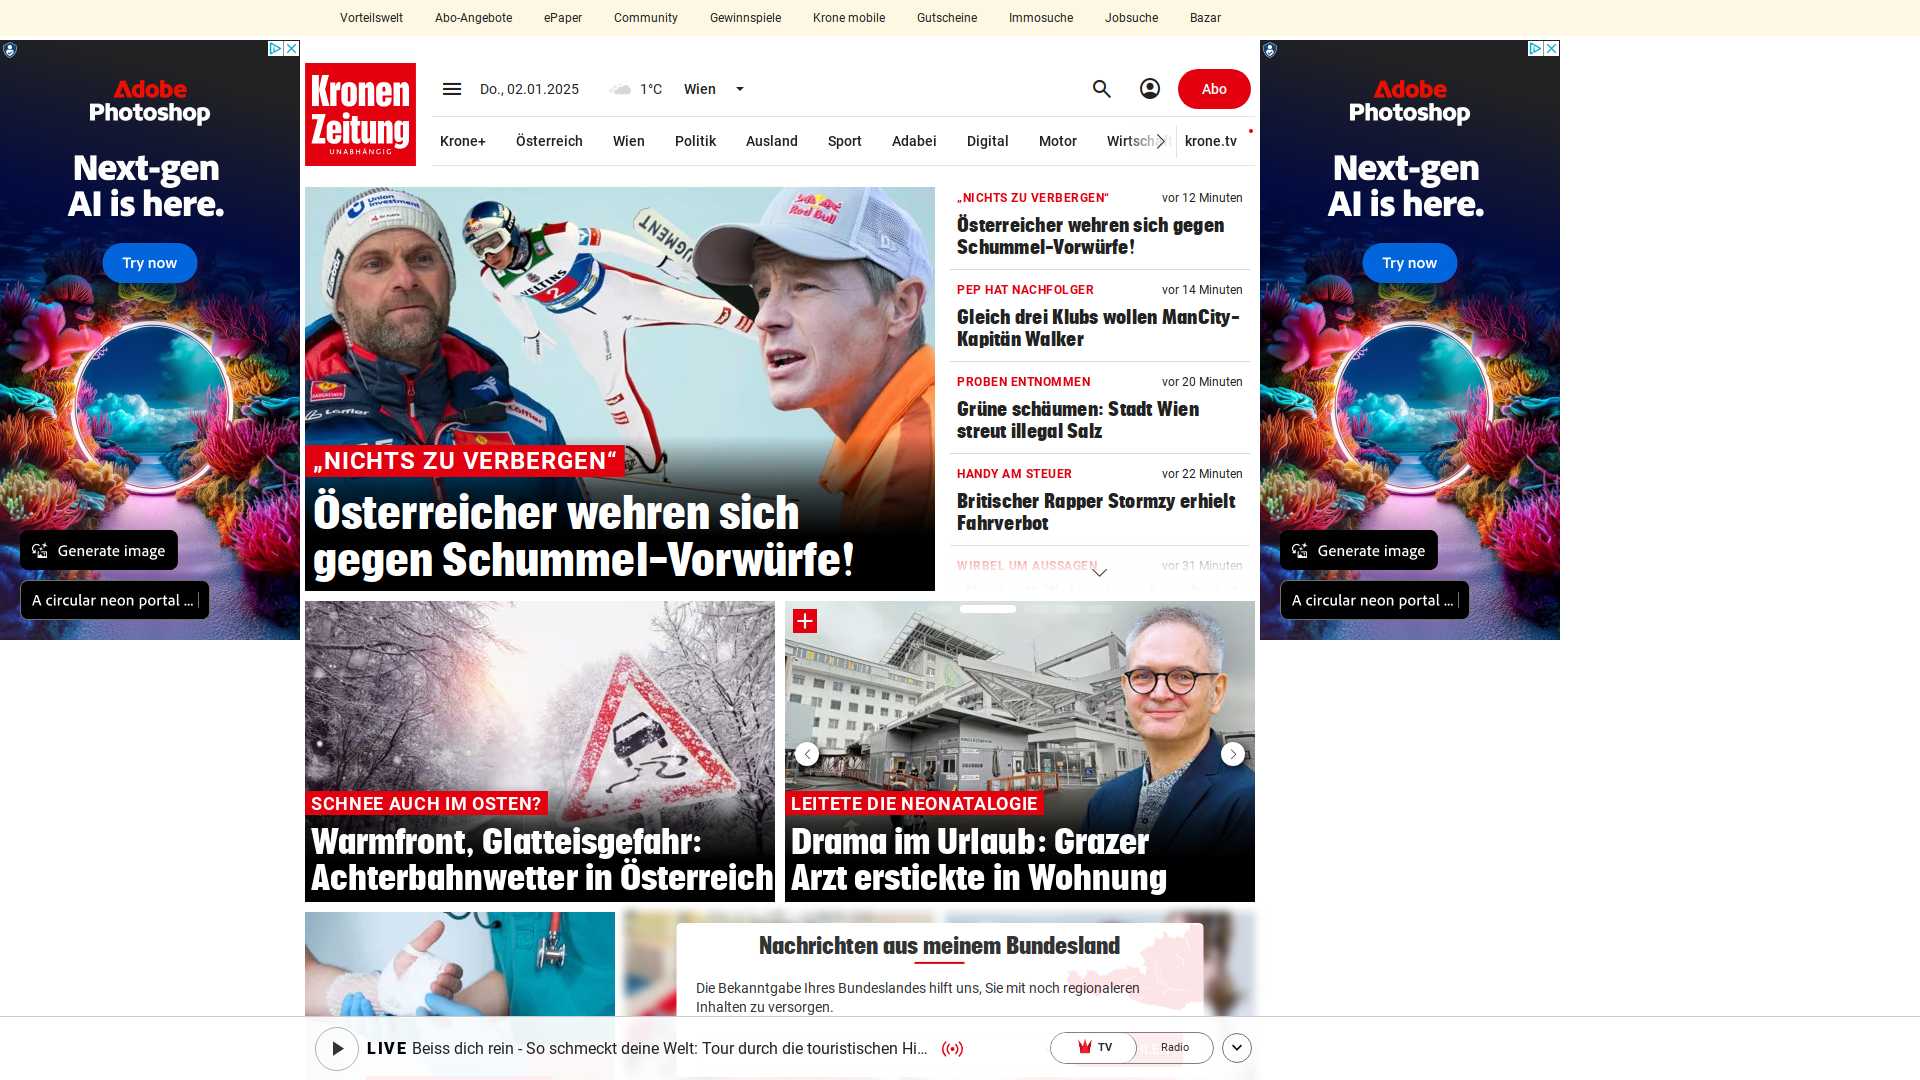 Vorteilswelt Abo-Angebote ePaper Community Gewinnspiele Krone mobile Gutscheine Immosuche Jobsuche Bazar
Adobe
Photoshop
Next-gen
AI is here.
Try now
Generate image
A circular neon portal ...
Kronen
Zeitung
UNABHÄNGIG
Do., 02.01.2025 1°C Wien Abo
Krone+ Österreich Wien Politik Ausland Sport Adabei Digital Motor Wirtschaft krone.tv
Union
Investment
Löffler
VELTINS
AUGMENT
Red Bull
„NICHTS ZU VERBERGEN“
Österreicher wehren sich
gegen Schummel-Vorwürfe!
„NICHTS ZU VERBERGEN“ vor 12 Minuten
Österreicher wehren sich gegen
Schummel-Vorwürfe!
PEP HAT NACHFOLGER vor 14 Minuten
Gleich drei Klubs wollen ManCity-
Kapitän Walker
PROBEN ENTNOMMEN vor 20 Minuten
Grüne schäumen: Stadt Wien
streut illegal Salz
HANDY AM STEUER vor 22 Minuten
Britischer Rapper Stormzy erhielt
Fahrverbot
WIRBEL UM AUSSAGEN vor 31 Minuten
SCHNEE AUCH IM OSTEN?
Warmfront, Glatteisgefahr:
Achterbahnwetter in Österreich
LEITETE DIE NEONATALOGIE
Drama im Urlaub: Grazer
Arzt erstickte in Wohnung
Nachrichten aus meinem Bundesland
Die Bekanntgabe Ihres Bundeslandes hilft uns, Sie mit noch regionaleren
Inhalten zu versorgen.
LIVE Beiss dich rein - So schmeckt deine Welt: Tour durch die touristischen Hi... TV Radio
Adobe
Photoshop
Next-gen
AI is here.
Try now
Generate image
A circular neon portal ...